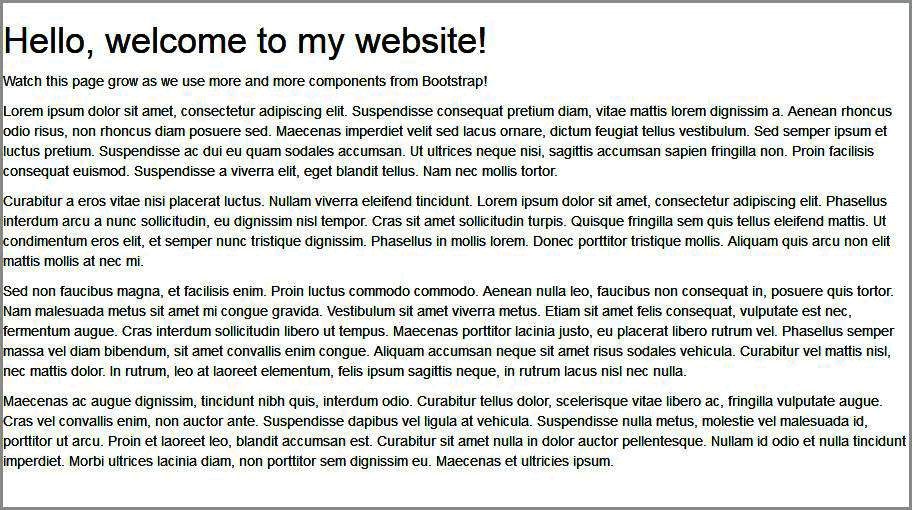 Hello, welcome to my website!
Watch this page grow as we use more and more components from Bootstrap!
Lorem ipsum dolor sit amet, consectetur adipiscing elit. Suspendisse consequat pretium diam, vitae mattis lorem dignissim a. Aenean rhoncus
odio risus, non rhoncus diam posuere sed. Maecenas imperdiet velit sed lacus ornare, dictum feugiat tellus vestibulum. Sed semper ipsum et
luctus pretium. Suspendisse ac dui eu quam sodales accumsan. Ut ultrices neque nisi, sagittis accumsan sapien fringilla non. Proin facilisis
consequat euismod. Suspendisse a viverra elit, eget blandit tellus. Nam nec mollis tortor.
Curabitur a eros vitae nisi placerat luctus. Nullam viverra eleifend tincidunt. Lorem ipsum dolor sit amet, consectetur adipiscing elit. Phasellus
interdum arcu a nunc sollicitudin, eu dignissim nisl tempor. Cras sit amet sollicitudin turpis. Quisque fringilla sem quis tellus eleifend mattis. Ut
condimentum eros elit, et semper nunc tristique dignissim. Phasellus in mollis lorem. Donec porttitor tristique mollis. Aliquam quis arcu non elit
mattis mollis at nec mi.
Sed non faucibus magna, et facilisis enim. Proin luctus commodo commodo. Aenean nulla leo, faucibus non consequat in, posuere quis tortor.
Nam malesuada metus sit amet mi congue gravida. Vestibulum sit amet viverra metus. Etiam sit amet felis consequat, vulputate est nec,
fermentum augue. Cras interdum sollicitudin libero ut tempus. Maecenas porttitor lacinia justo, eu placerat libero rutrum vel. Phasellus semper
massa vel diam bibendum, sit amet convallis enim congue. Aliquam accumsan neque sit amet risus sodales vehicula. Curabitur vel mattis nisl,
nec mattis dolor. In rutrum, leo at laoreet elementum, felis ipsum sagittis neque, in rutrum lacus nisl nec nulla.
Maecenas ac augue dignissim, tincidunt nibh quis, interdum odio. Curabitur tellus dolor, scelerisque vitae libero ac, fringilla vulputate augue.
Cras vel convallis enim, non auctor ante. Suspendisse dapibus vel ligula at vehicula. Suspendisse nulla metus, molestie vel malesuada id,
porttitor ut arcu. Proin et laoreet leo, blandit accumsan est. Curabitur sit amet nulla in dolor auctor pellentesque. Nullam id odio et nulla tincidunt
imperdiet. Morbi ultrices lacinia diam, non porttitor sem dignissim eu. Maecenas et ultricies ipsum.